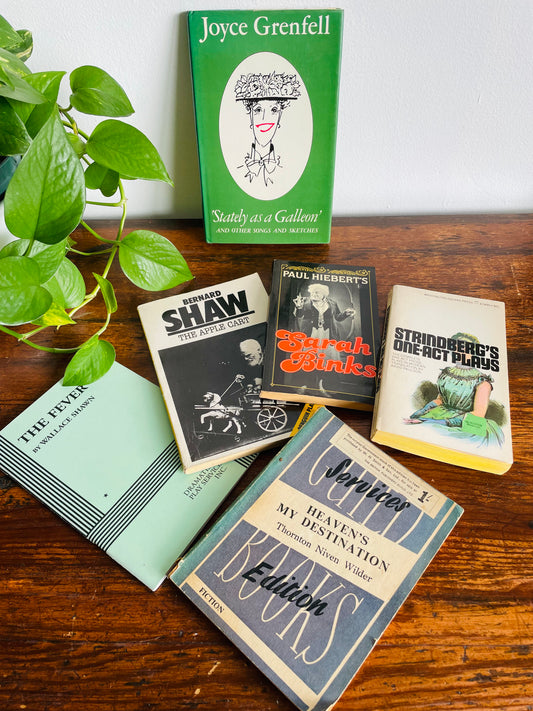 Joyce Grenfell
'Stately as a Galleon'
AND OTHER SONGS AND SKETCHES
BERNARD
SHAW
THE APPLE CART
PAUL HIEBERT'S
Sarah
Binks
STRINDBERG'S
ONE-ACT PLAYS
THE FEVER
BY WALLACE SHAWN
DRAMATISTS
PLAY SERVICE
INC.
GUILD
Services
1/-
HEAVEN'S
MY DESTINATION
Thornton Niven Wilder
BOOKS
Edition
FICTION